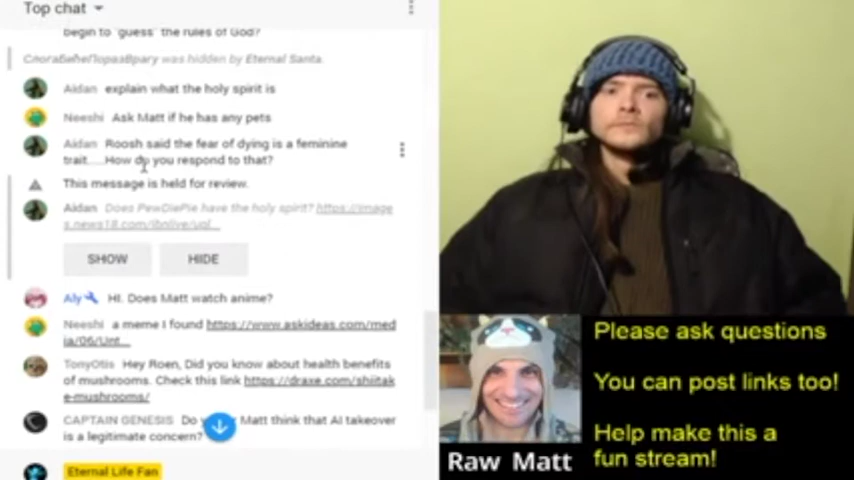 Top chat
begin to "guess" the rules of God?
was hidden by Eternal Santa.
Aidan explain what the holy spirit is
Neeshi Ask Matt if he has any pets
Aidan Roosh said the fear of dying is a feminine
trait....How do you respond to that?
This message is held for review.
Aidan Does PewDiePie have the holy spirit? https://image
s.news18.com/ibnlive/upl...
SHOW HIDE
Aly HI. Does Matt watch anime?
Neeshi a meme I found https://www.askideas.com/med
ia/06/Unt...
TonyOtis Hey Roen, Did you know about health benefits
of mushrooms. Check this link https://draxe.com/shiitak
e-mushrooms/
CAPTAIN GENESIS Do Matt think that AI takeover
is a legitimate concern?
Eternal Life Fan
Please ask questions
You can post links too!
Help make this a
fun stream!
Raw Matt